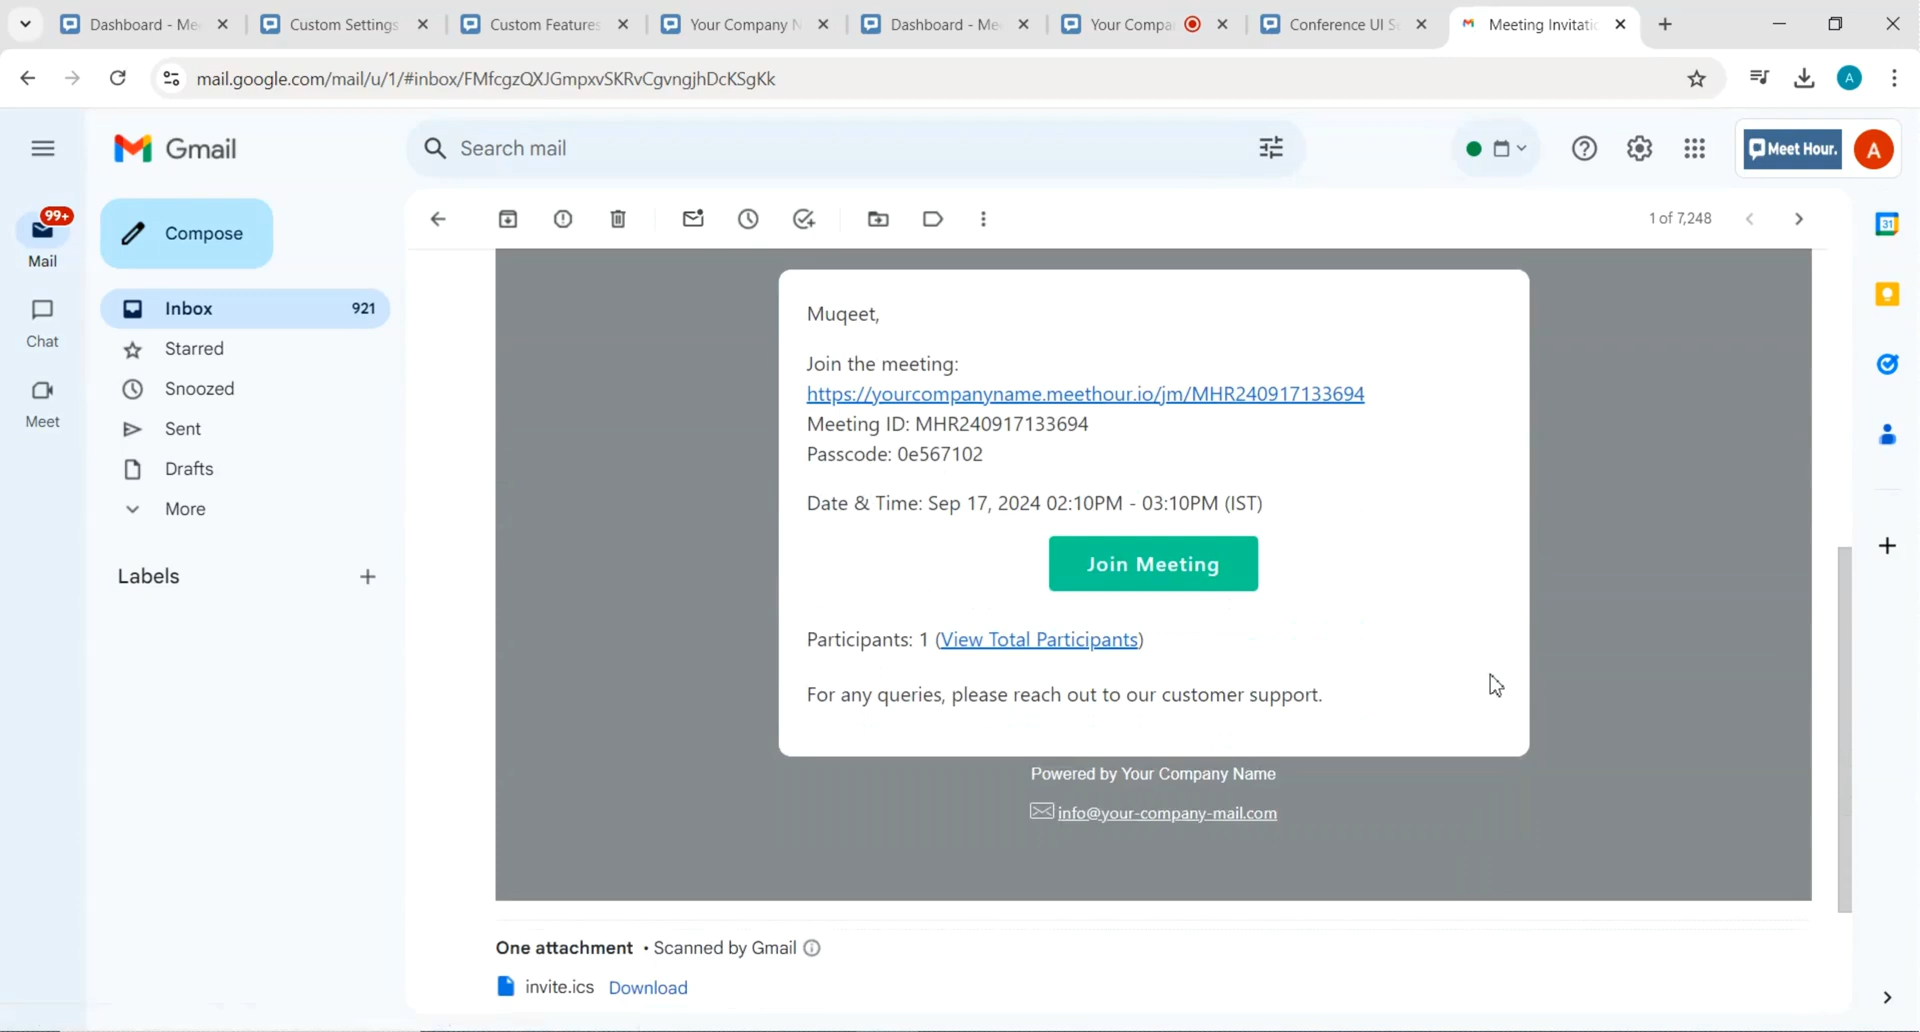 Dashboard - Me
Custom Settings
Custom Features
Your Company N
Dashboard - Me
Your Compa
Conference UI S
Meeting Invitati
mail.google.com/mail/u/1/#inbox/FMfcgzQXJGmpxvSKRvCgvngjhDcKSgKk
A
Gmail
Search mail
Meet Hour.
A
99+
Mail
Chat
Meet
Compose
Inbox 921
Starred
Snoozed
Sent
Drafts
More
Labels
1 of 7,248
31
Muqeet,
Join the meeting:
https://yourcompanyname.meethour.io/jm/MHR240917133694
Meeting ID: MHR240917133694
Passcode: 0e567102
Date & Time: Sep 17, 2024 02:10PM - 03:10PM (IST)
Join Meeting
Participants: 1 (View Total Participants)
For any queries, please reach out to our customer support.
Powered by Your Company Name
info@your-company-mail.com
One attachment • Scanned by Gmail
invite.ics Download